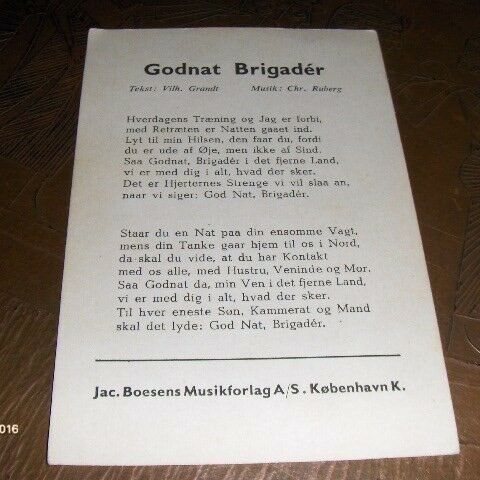 Godnat Brigadér
Tekst: Vilh. Grandt Musik: Chr. Ruberg
Hverdagens Træning og Jag er forbi,
med Retræten er Natten gaaet ind.
Lyt til min Hilsen, den faar du, fordi
du er ude af Øje, men ikke af Sind.
Saa Godnat, Brigadér i det fjerne Land,
vi er med dig i alt, hvad der sker.
Det er Hjerternes Strenge vi vil slaa an,
naar vi siger: God Nat, Brigadér.
Staar du en Nat paa din ensomme Vagt,
mens din Tanke gaar hjem til os i Nord,
da skal du vide, at du har Kontakt
med os alle, med Hustru, Veninde og Mor.
Saa Godnat da, min Ven i det fjerne Land,
vi er med dig i alt, hvad der sker.
Til hver eneste Søn, Kammerat og Mand
skal det lyde: God Nat, Brigadér.
Jac. Boesens Musikforlag A/S. København K.
016